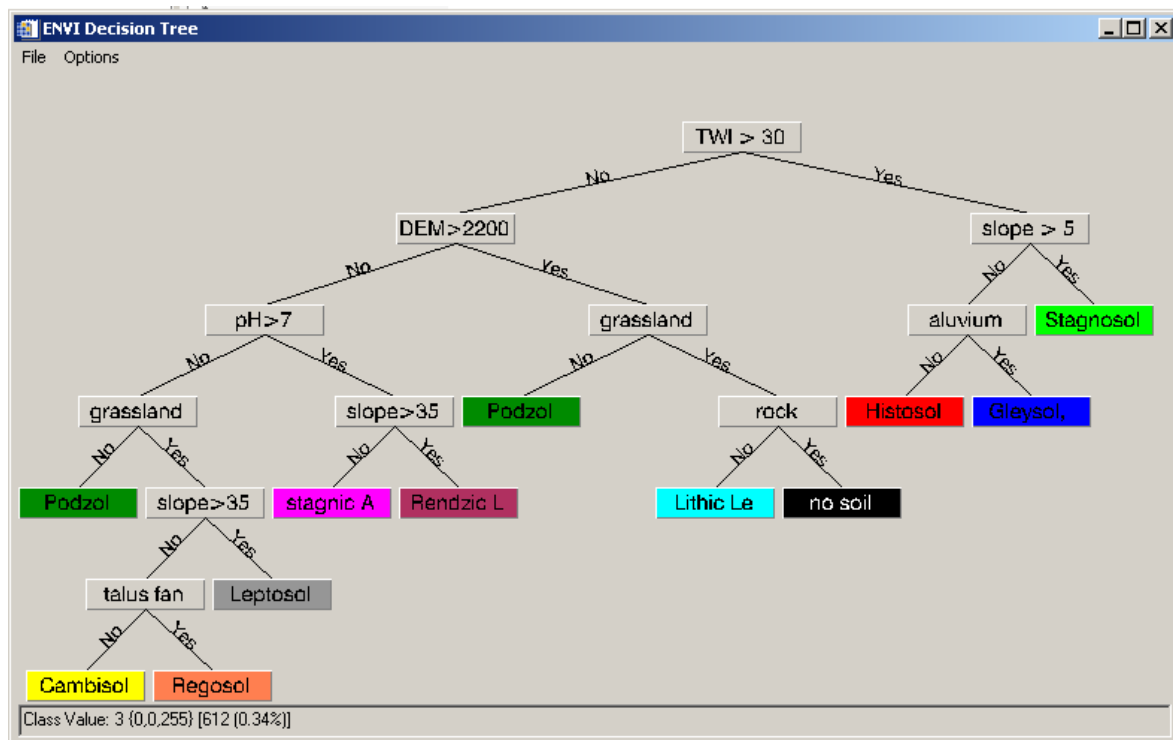 ENVI Decision Tree
File Options
TWI > 30
No Yes
DEM>2200 slope > 5
No Yes No Yes
pH>7 grassland aluvium Stagnosol
No Yes No Yes No Yes
grassland slope>35 Podzol rock Histosol Gleysol,
No Yes No Yes No Yes
Podzol slope>35 stagnic A Rendzic L Lithic Le no soil
No Yes
talus fan Leptosol
No Yes
Cambisol Regosol
Class Value: 3 {0,0,255} [612 (0.34%)]